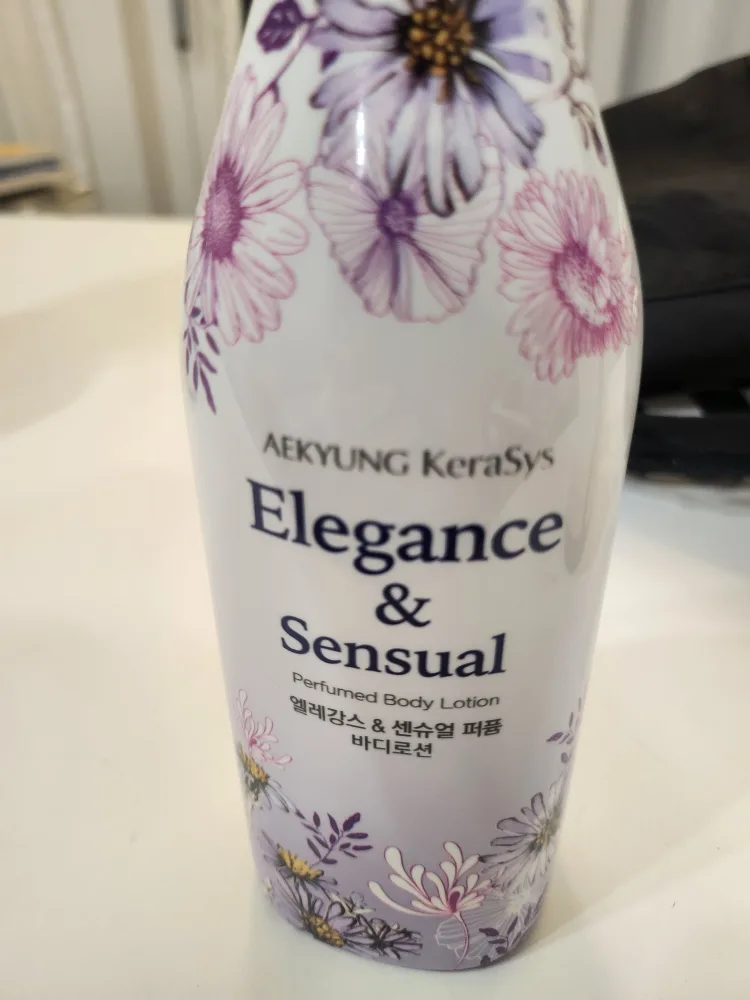 AEKYUNG KeraSys
Elegance
&
Sensual
Perfumed Body Lotion
엘레강스 & 센슈얼 퍼퓸
바디로션